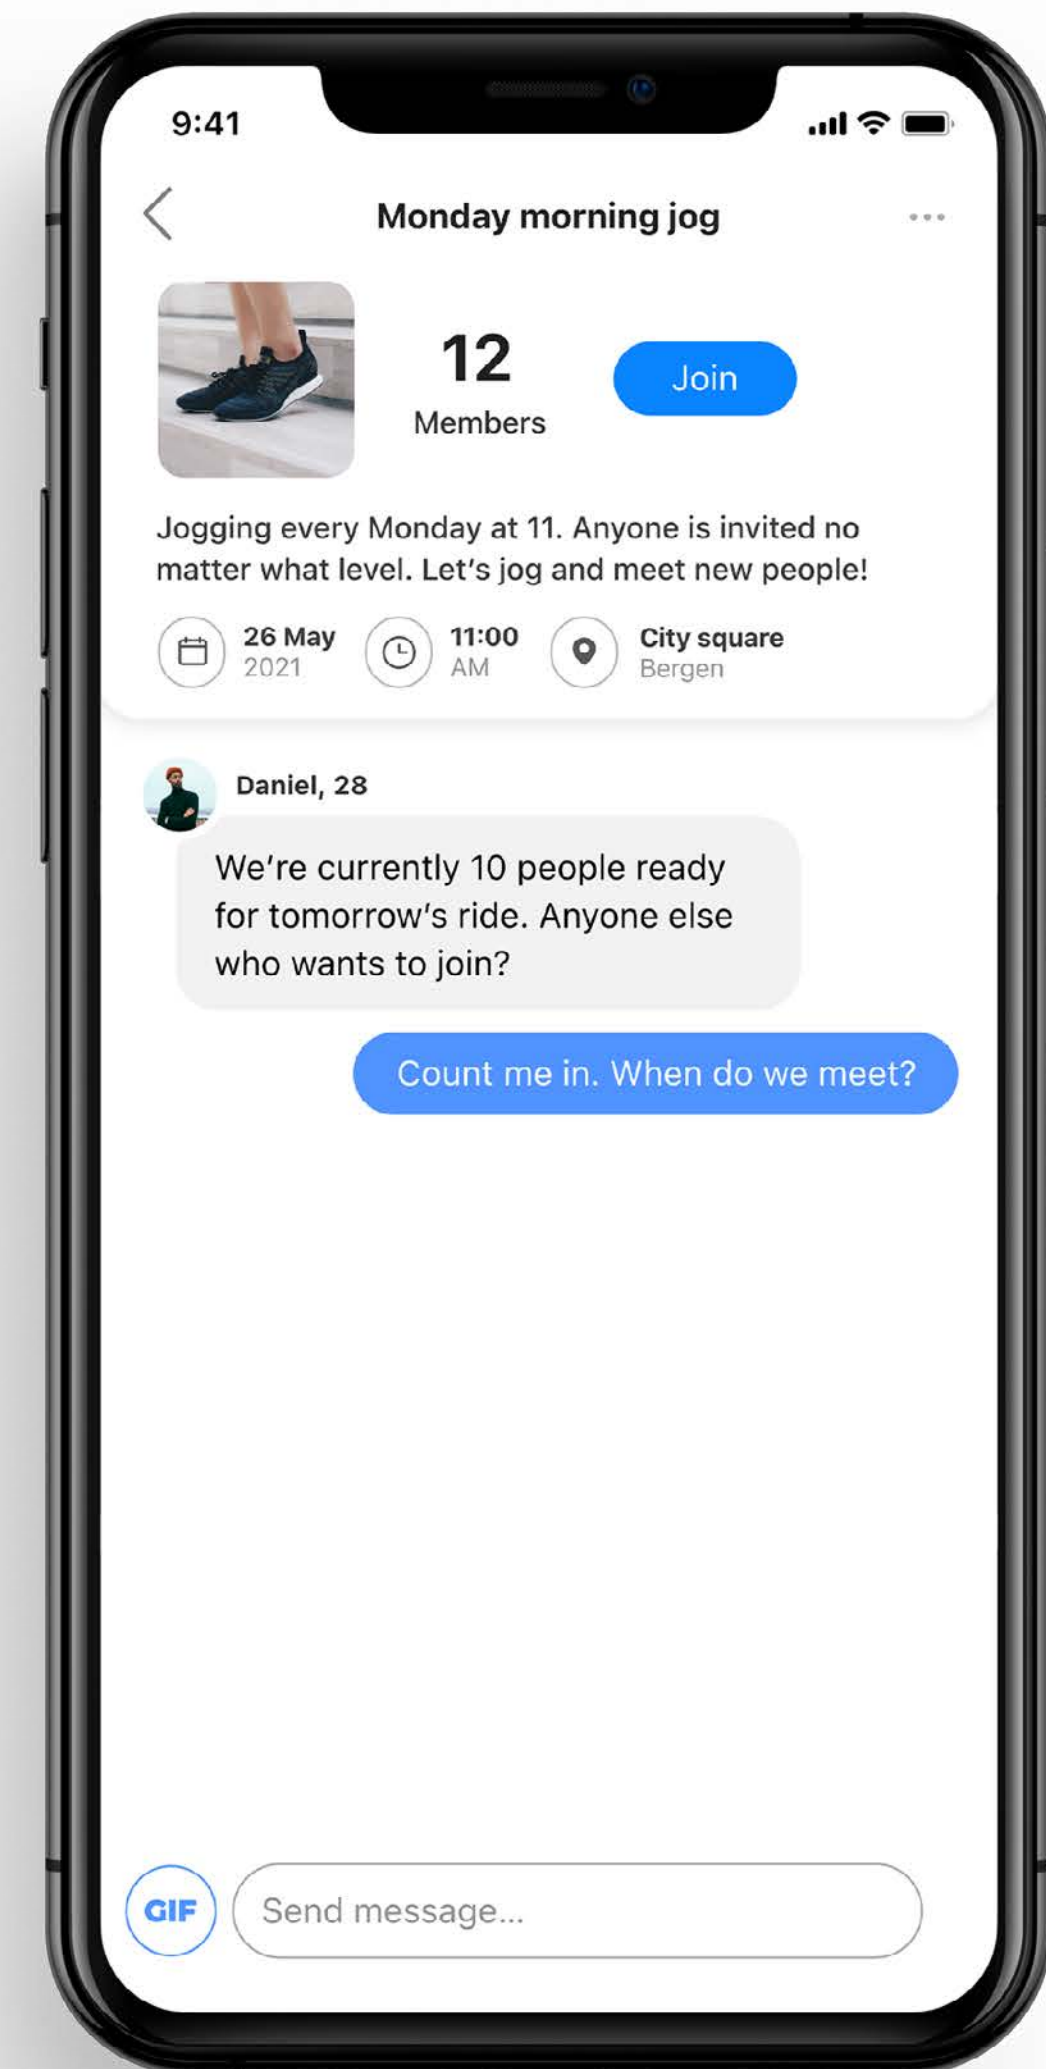 9:41
Monday morning jog
12
Members
Join
Jogging every Monday at 11. Anyone is invited no
matter what level. Let's jog and meet new people!
26 May
2021
11:00
AM
City square
Bergen
Daniel, 28
We're currently 10 people ready
for tomorrow's ride. Anyone else
who wants to join?
Count me in. When do we meet?
GIF
Send message...